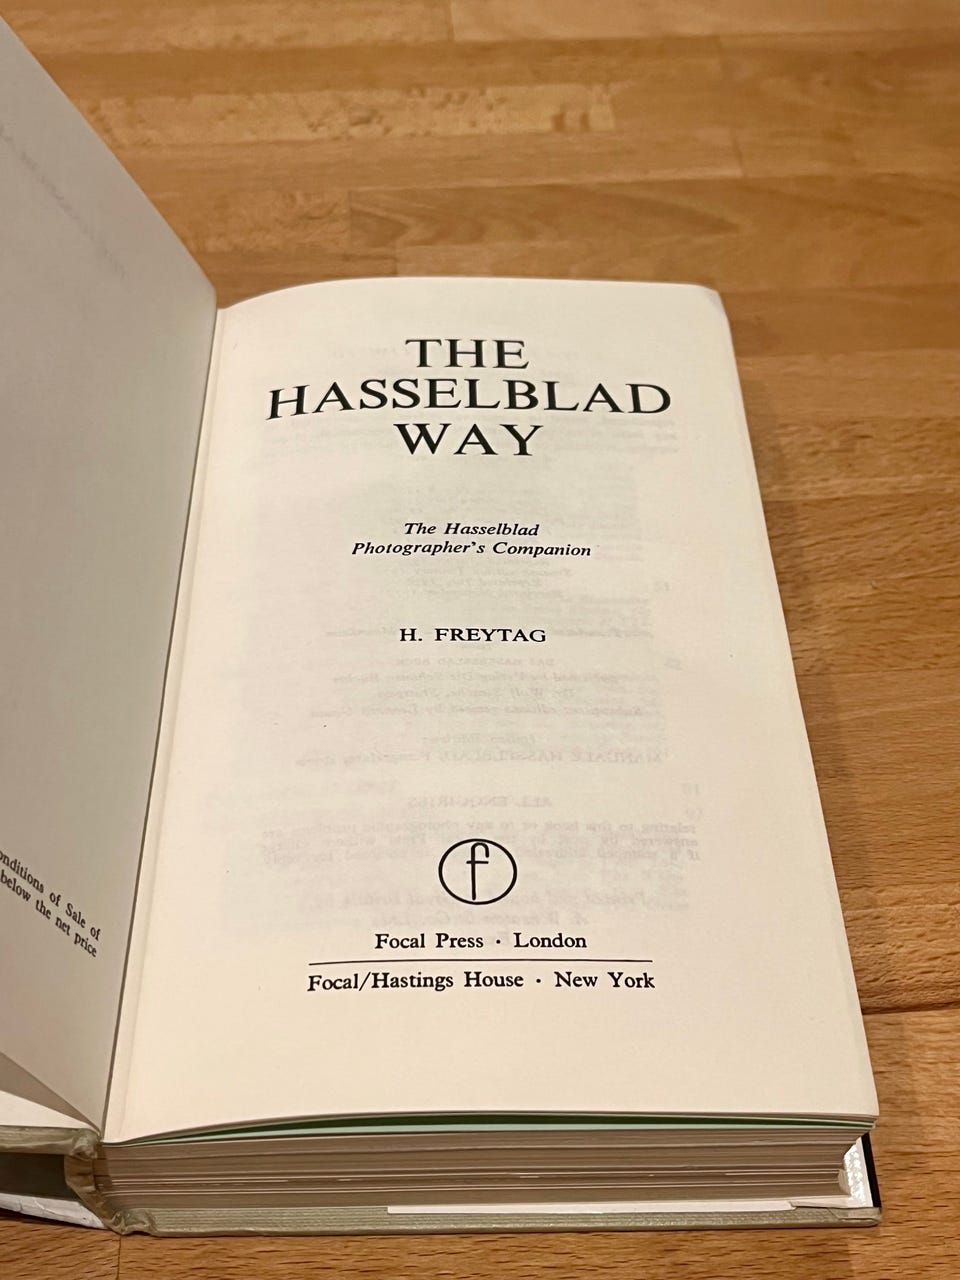 onditions of Sale of
below the net price
THE
HASSELBLAD
WAY
The Hasselblad
Photographer's Companion
H. FREYTAG
f
Focal Press · London
Focal/Hastings House · New York